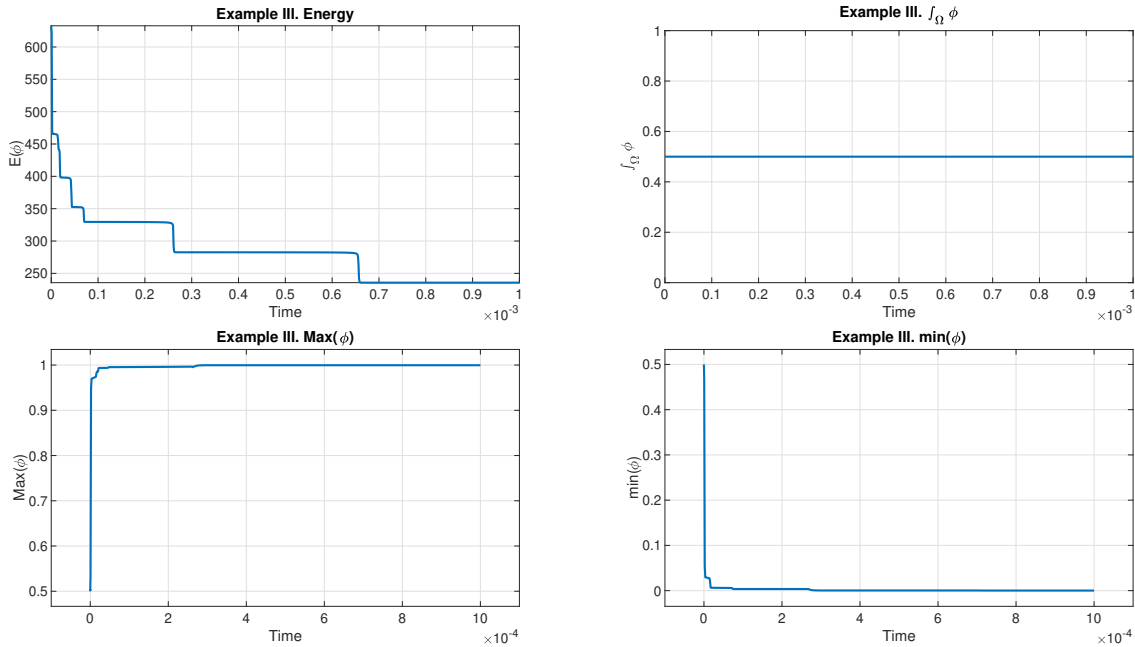 Example III. Energy
E(ϕ)
600
550
500
450
400
350
300
250
0 0.1 0.2 0.3 0.4 0.5 0.6 0.7 0.8 0.9 1
Time
×10-3
Example III. ∫Ω ϕ
∫Ω ϕ
1
0.8
0.6
0.4
0.2
0
0 0.1 0.2 0.3 0.4 0.5 0.6 0.7 0.8 0.9 1
Time
×10-3
Example III. Max(ϕ)
Max(ϕ)
1
0.9
0.8
0.7
0.6
0.5
0 2 4 6 8 10
Time
×10-4
Example III. min(ϕ)
min(ϕ)
0.5
0.4
0.3
0.2
0.1
0
0 2 4 6 8 10
Time
×10-4